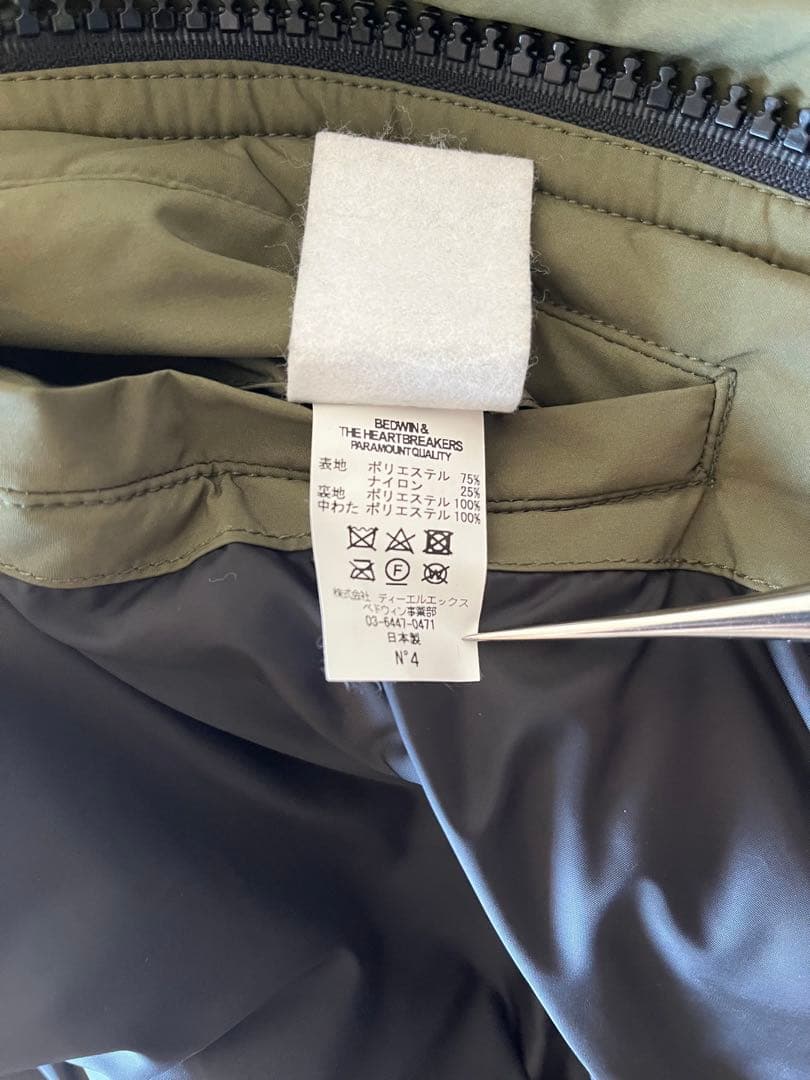 BEDWIN &
THE HEARTBREAKERS
PARAMOUNT QUALITY
表地 ポリエステル 75%
ナイロン 25%
裏地 ポリエステル 100%
中わた ポリエステル 100%
F W
株式会社 ディーエルエックス
ベドウィン事業部
03-6447-0471
日本製
N°4